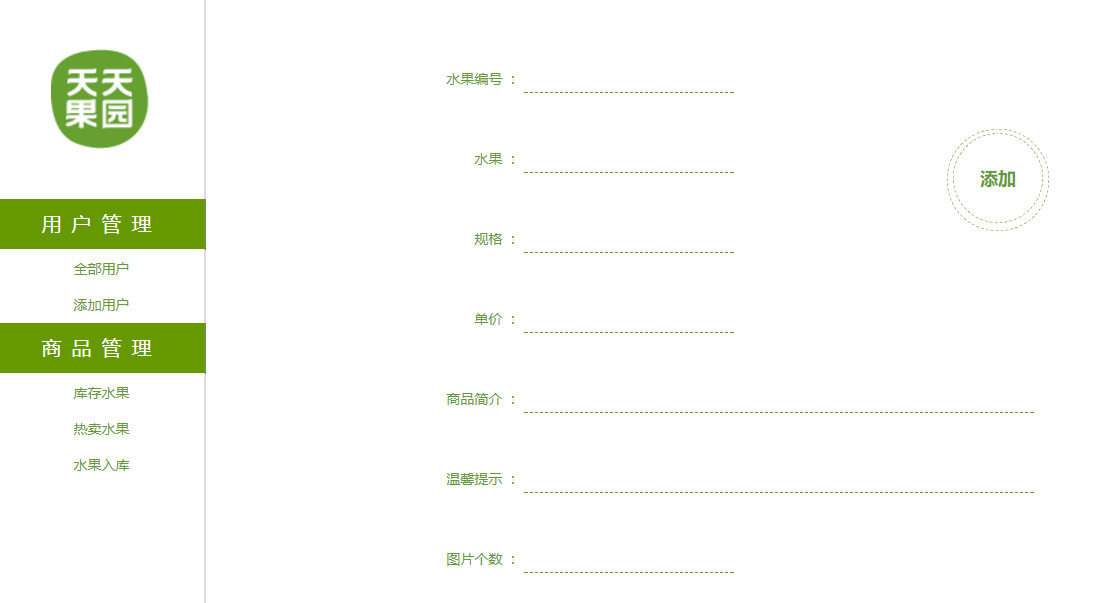 天天
果园
用户管理
全部用户
添加用户
商品管理
库存水果
热卖水果
水果入库
水果编号 ：
水果 ：
规格 ：
单价 ：
商品简介 ：
温馨提示 ：
图片个数 ：
添加